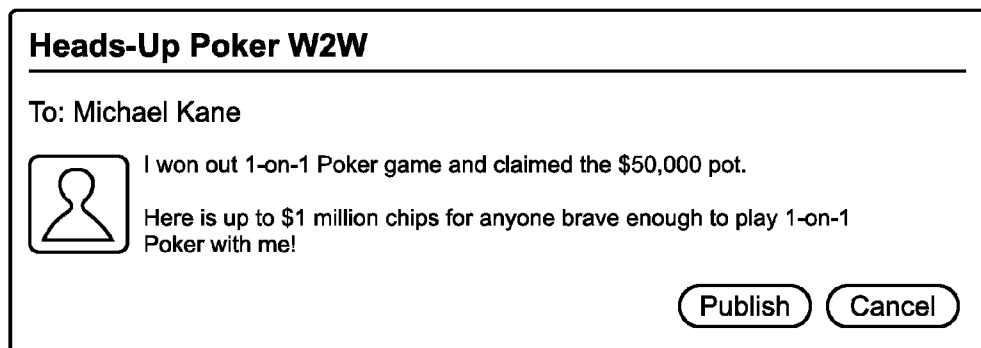 Heads-Up Poker W2W
To: Michael Kane
I won out 1-on-1 Poker game and claimed the $50,000 pot.
Here is up to $1 million chips for anyone brave enough to play 1-on-1
Poker with me!
Publish Cancel